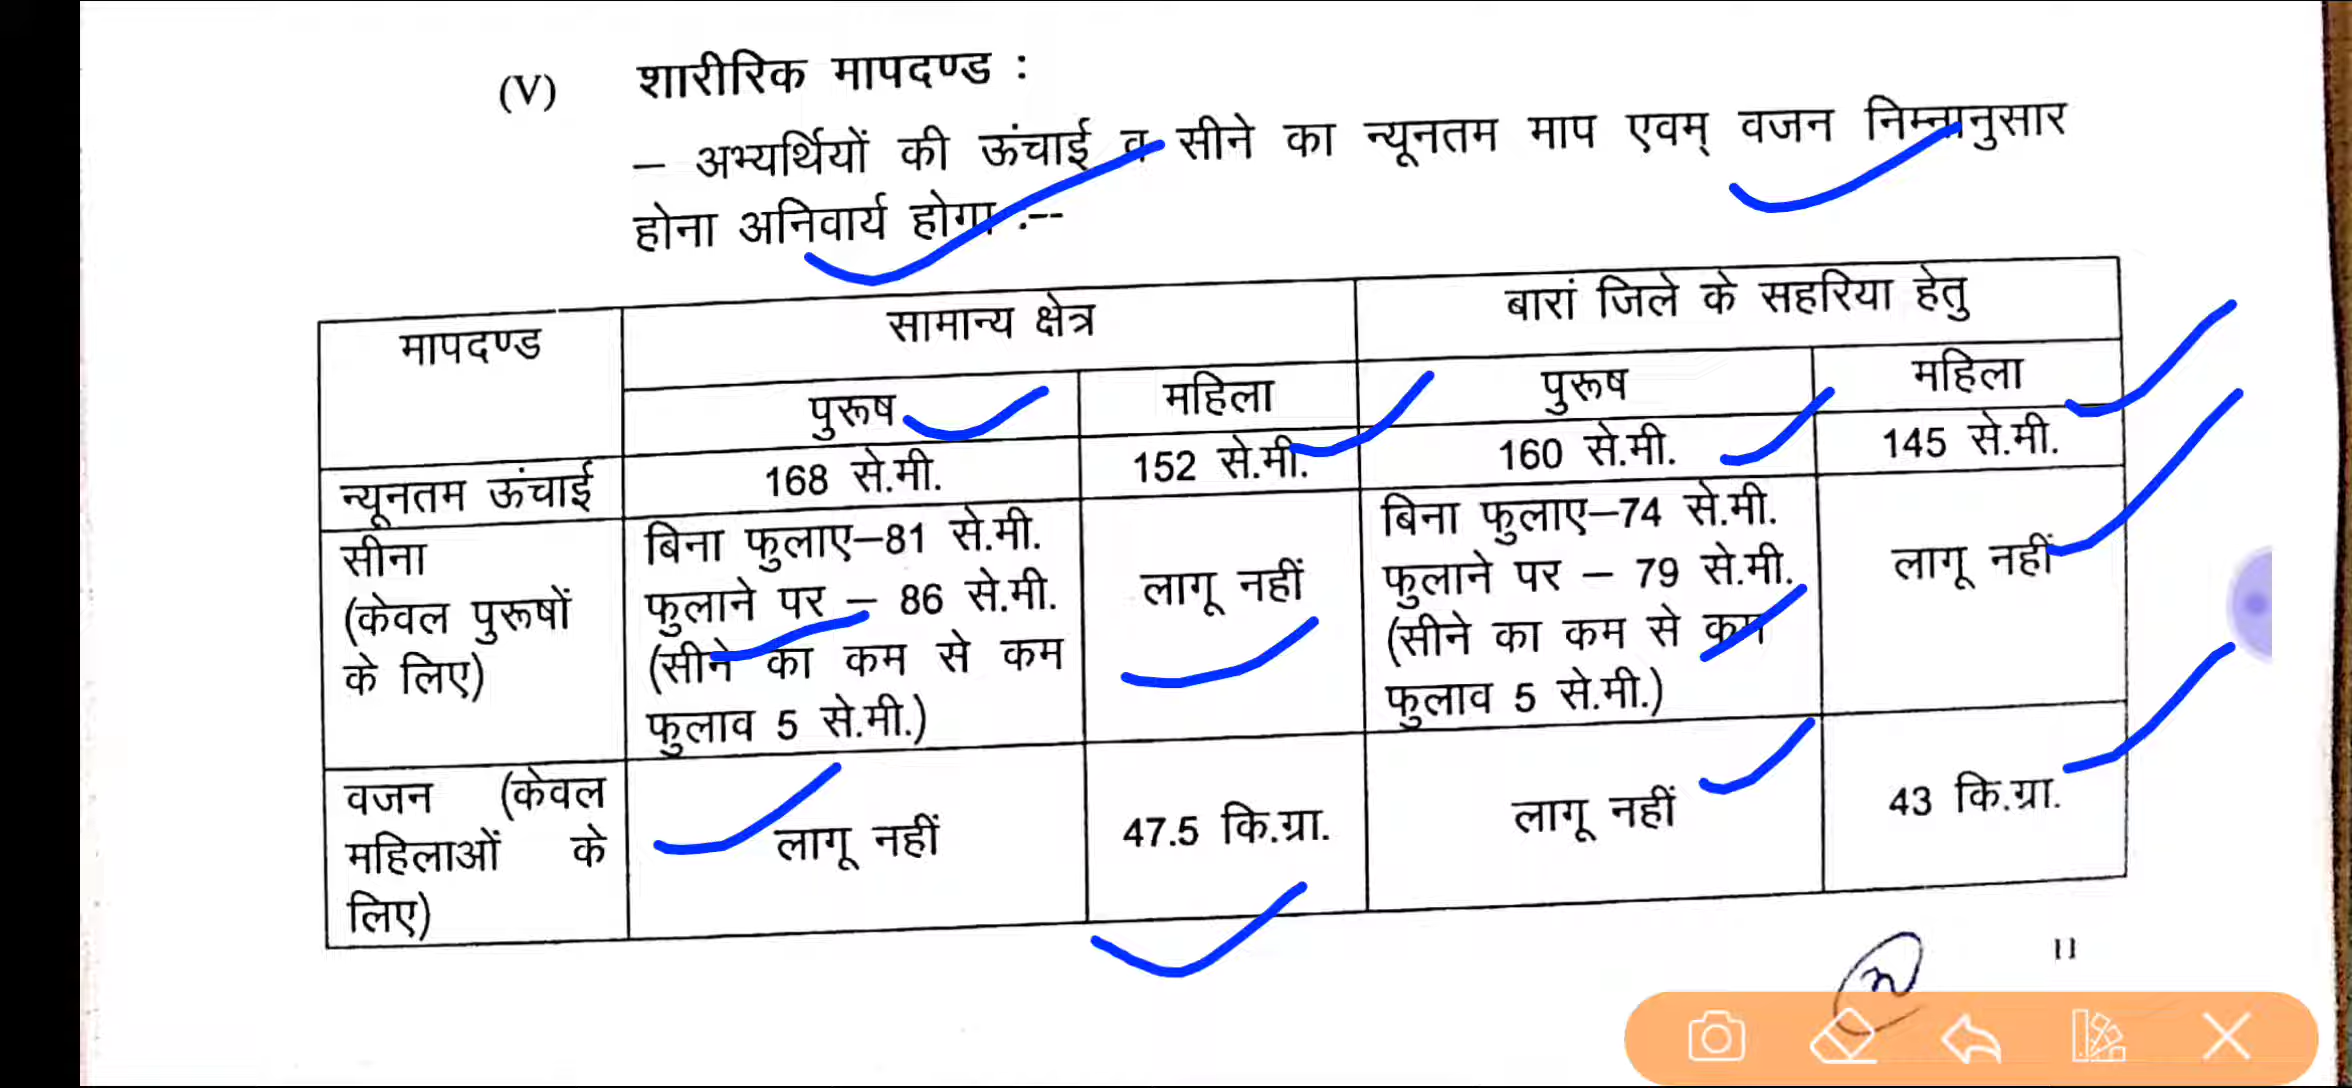 (V) शारीरिक मापदण्ड :
– अभ्यर्थियों की ऊंचाई व सीने का न्यूनतम माप एवम् वजन निम्नानुसार
होना अनिवार्य होगा :--
मापदण्ड
सामान्य क्षेत्र
बारां जिले के सहरिया हेतु
पुरूष
महिला
पुरूष
महिला
न्यूनतम ऊंचाई
168 से.मी.
152 से.मी.
160 से.मी.
145 से.मी.
सीना
(केवल पुरूषों
के लिए)
बिना फुलाए–81 से.मी.
फुलाने पर – 86 से.मी.
(सीने का कम से कम
फुलाव 5 से.मी.)
लागू नहीं
बिना फुलाए–74 से.मी.
फुलाने पर – 79 से.मी.
(सीने का कम से कम
फुलाव 5 से.मी.)
लागू नहीं
वजन (केवल
महिलाओं के
लिए)
लागू नहीं
47.5 कि.ग्रा.
लागू नहीं
43 कि.ग्रा.
11